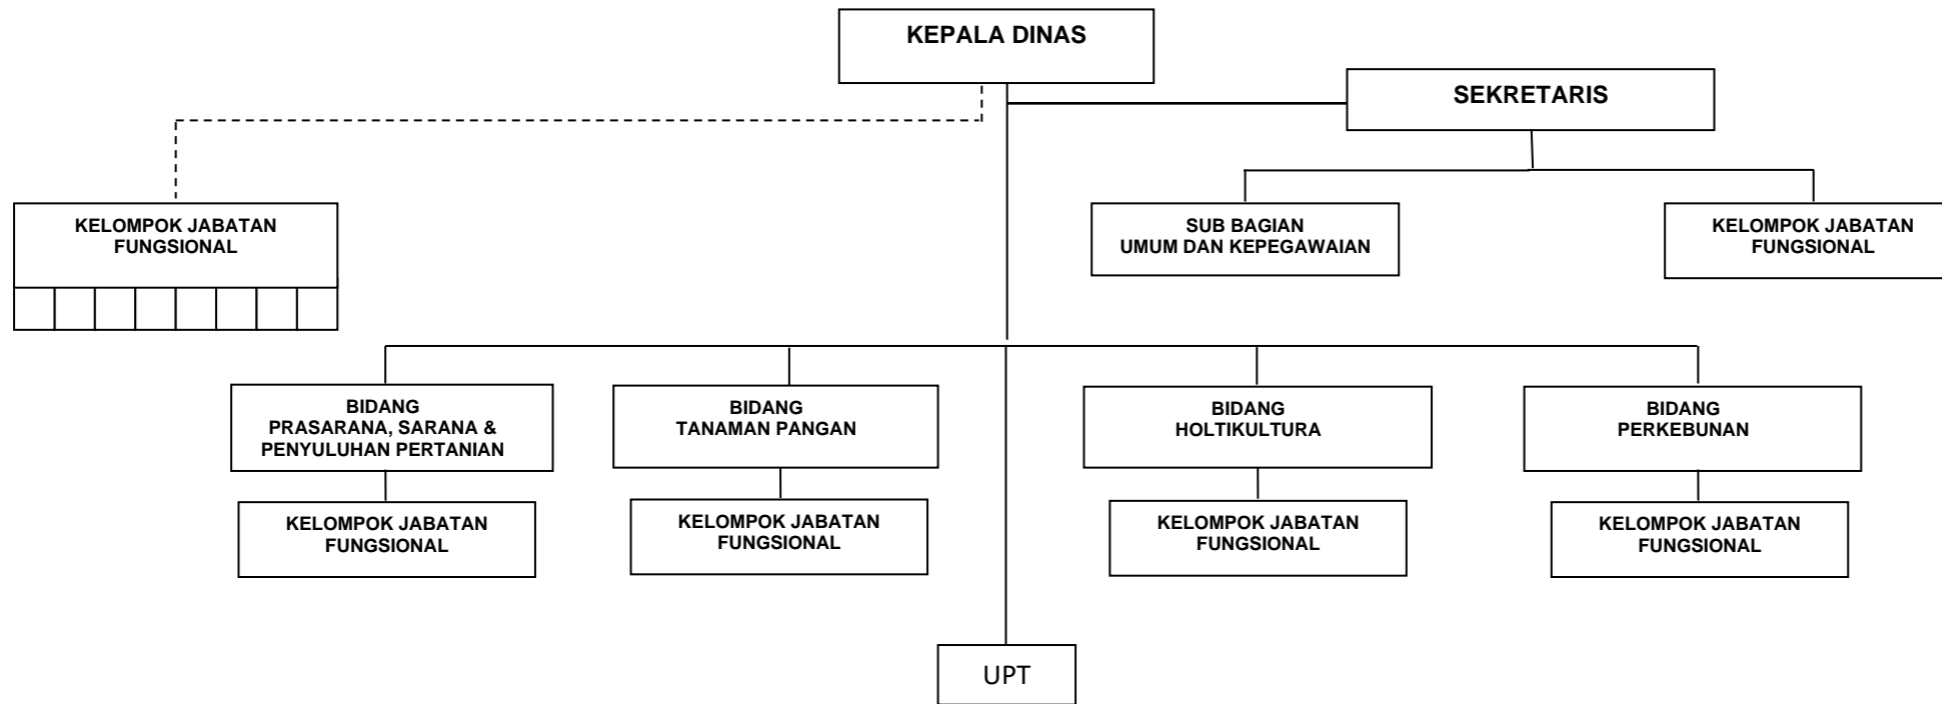 KEPALA DINAS
SEKRETARIS
KELOMPOK JABATAN
FUNGSIONAL
SUB BAGIAN
UMUM DAN KEPEGAWAIAN
KELOMPOK JABATAN
FUNGSIONAL
BIDANG
PRASARANA, SARANA &
PENYULUHAN PERTANIAN
BIDANG
TANAMAN PANGAN
BIDANG
HOLTIKULTURA
BIDANG
PERKEBUNAN
KELOMPOK JABATAN
FUNGSIONAL
KELOMPOK JABATAN
FUNGSIONAL
KELOMPOK JABATAN
FUNGSIONAL
KELOMPOK JABATAN
FUNGSIONAL
UPT